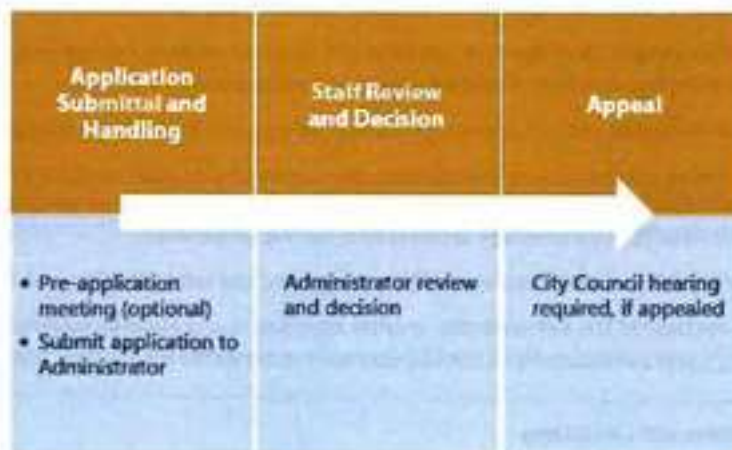 Application
Submittal and
Handling
Staff Review
and Decision
Appeal
• Pre-application
meeting (optional)
• Submit application to
Administrator
Administrator review
and decision
City Council hearing
required, if appealed